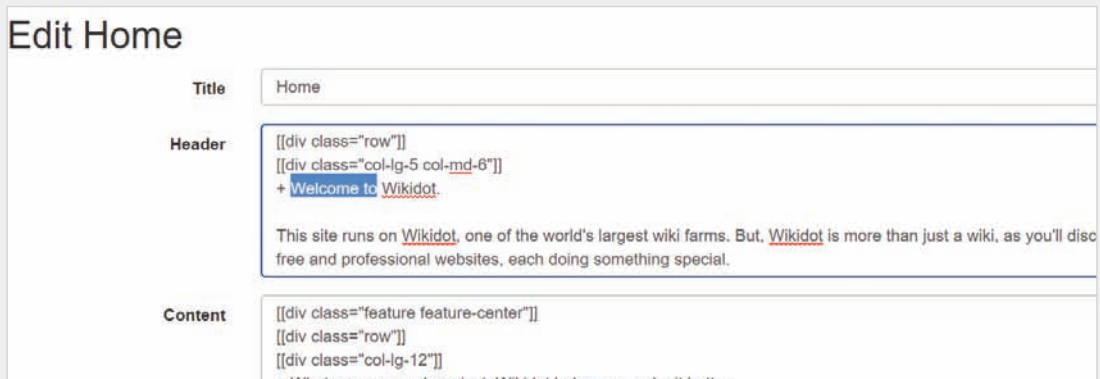 Edit Home
Title
Home
Header
[[div class="row"]]
[[div class="col-lg-5 col-md-6"]]
+ Welcome to Wikidot.
This site runs on Wikidot, one of the world's largest wiki farms. But, Wikidot is more than just a wiki, as you'll disc
free and professional websites, each doing something special.
Content
[[div class="feature feature-center"]]
[[div class="row"]]
[[div class="col-lg-12"]]